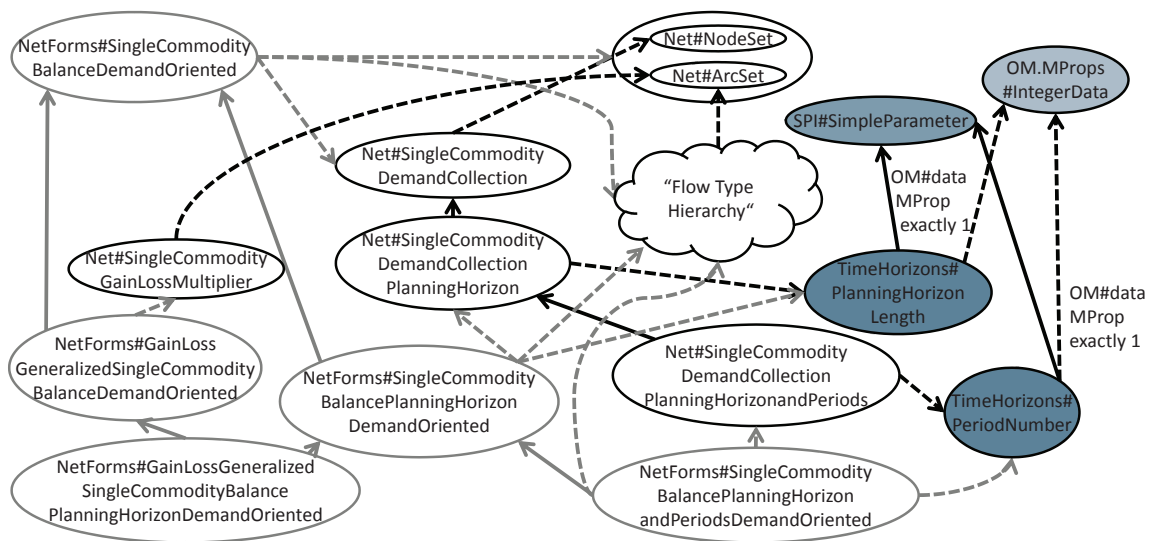 NetForms#SingleCommodity
BalanceDemandOriented
Net#NodeSet
Net#ArcSet
OM.MProps
#IntegerData
SPI#SimpleParameter
Net#SingleCommodity
DemandCollection
“Flow Type
Hierarchy“
OM#data
MProp
exactly 1
Net#SingleCommodity
GainLossMultiplier
Net#SingleCommodity
DemandCollection
PlanningHorizon
TimeHorizons#
PlanningHorizon
Length
OM#data
MProp
exactly 1
NetForms#GainLoss
GeneralizedSingleCommodity
BalanceDemandOriented
NetForms#SingleCommodity
BalancePlanningHorizon
DemandOriented
Net#SingleCommodity
DemandCollection
PlanningHorizonandPeriods
TimeHorizons#
PeriodNumber
NetForms#GainLossGeneralized
SingleCommodityBalance
PlanningHorizonDemandOriented
NetForms#SingleCommodity
BalancePlanningHorizon
andPeriodsDemandOriented